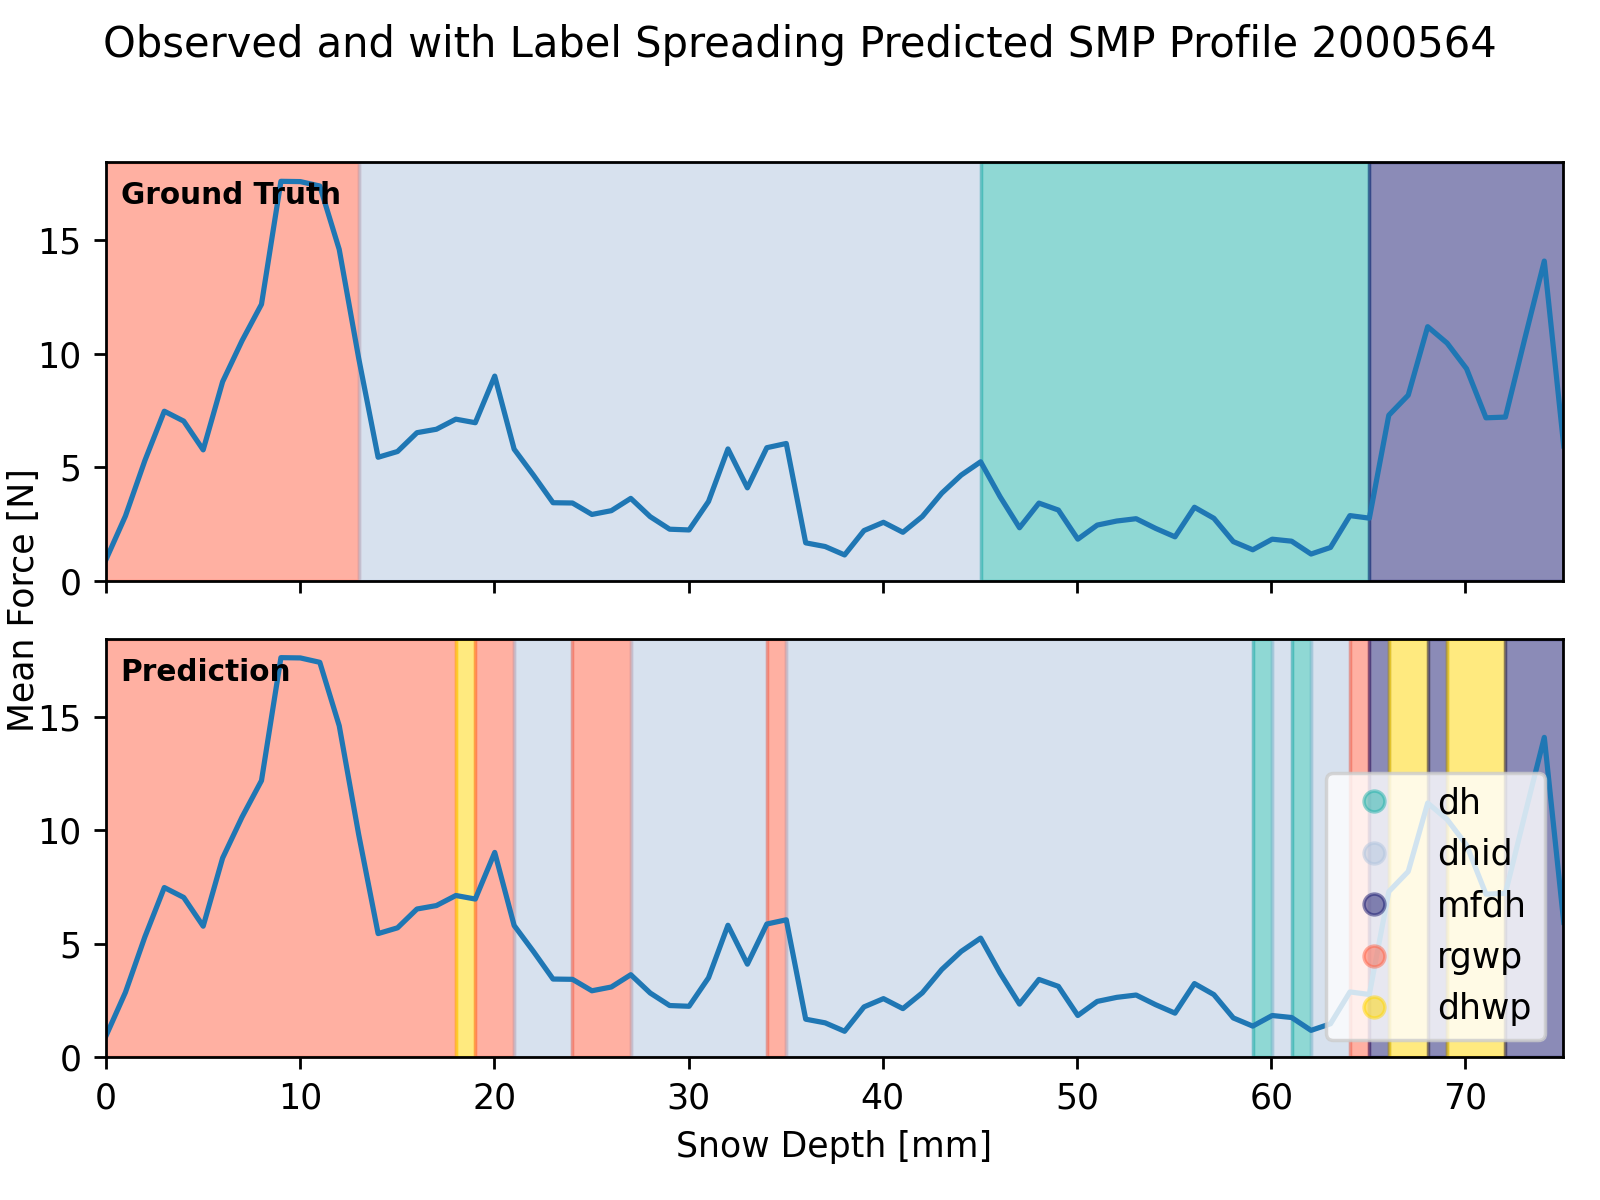 Observed and with Label Spreading Predicted SMP Profile 2000564
Ground Truth
15
10
5
0
Mean Force [N]
Prediction
15
10
5
0
dh
dhid
mfdh
rgwp
dhwp
0 10 20 30 40 50 60 70
Snow Depth [mm]